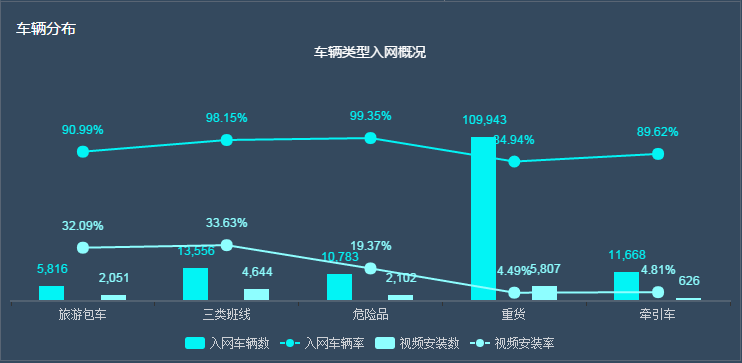 车辆分布
车辆类型入网概况
109,943
90.99% 98.15% 99.35% 84.94% 89.62%
32.09% 33.63% 19.37% 4.49% 4.81%
5,816 13,556 10,783 11,668
2,051 4,644 2,102 5,807 626
旅游包车 三类班线 危险品 重货 牵引车
入网车辆数 入网车辆率 视频安装数 视频安装率